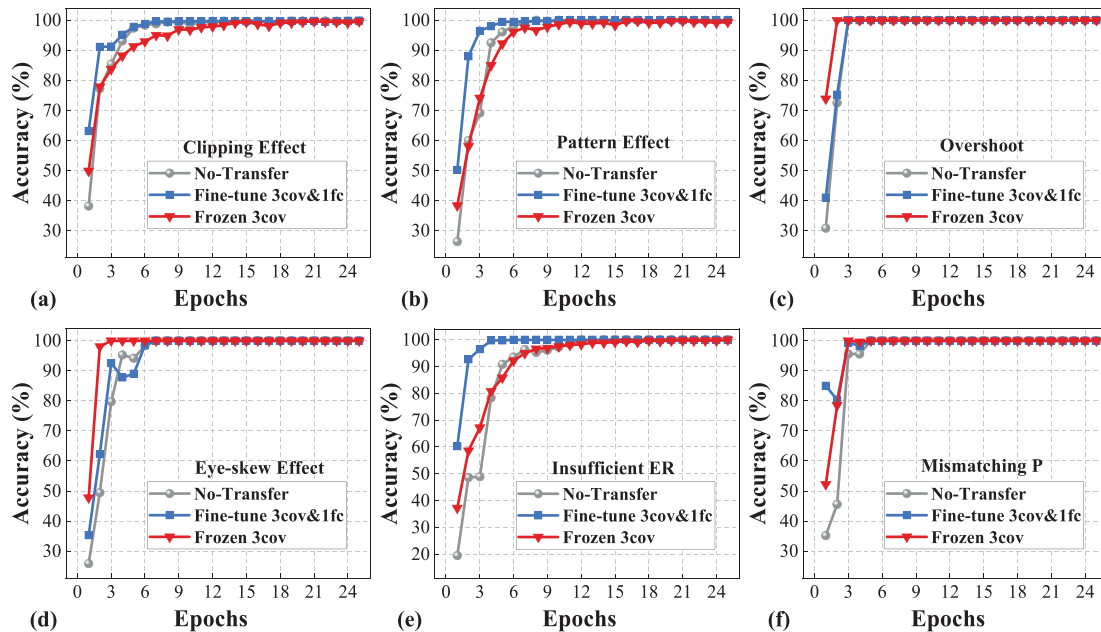 Accuracy (%)
100
90
80
70
60
50
40
30
Clipping Effect
No-Transfer
Fine-tune 3cov&1fc
Frozen 3cov
0 3 6 9 12 15 18 21 24
(a) Epochs
Accuracy (%)
100
90
80
70
60
50
40
30
Pattern Effect
No-Transfer
Fine-tune 3cov&1fc
Frozen 3cov
0 3 6 9 12 15 18 21 24
(b) Epochs
Accuracy (%)
100
90
80
70
60
50
40
30
Overshoot
No-Transfer
Fine-tune 3cov&1fc
Frozen 3cov
0 3 6 9 12 15 18 21 24
(c) Epochs
Accuracy (%)
100
90
80
70
60
50
40
30
Eye-skew Effect
No-Transfer
Fine-tune 3cov&1fc
Frozen 3cov
0 3 6 9 12 15 18 21 24
(d) Epochs
Accuracy (%)
100
90
80
70
60
50
40
30
20
Insufficient ER
No-Transfer
Fine-tune 3cov&1fc
Frozen 3cov
0 3 6 9 12 15 18 21 24
(e) Epochs
Accuracy (%)
100
90
80
70
60
50
40
30
Mismatching P
No-Transfer
Fine-tune 3cov&1fc
Frozen 3cov
0 3 6 9 12 15 18 21 24
(f) Epochs